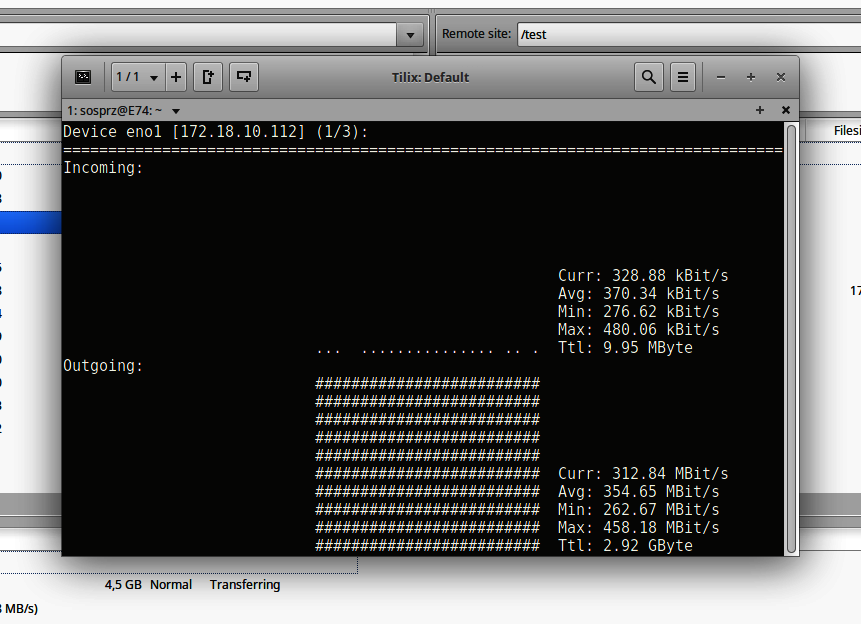 Remote site: /test
1 / 1
Tilix: Default
1: sosprz@E74: ~
Filesi
Device eno1 [172.18.10.112] (1/3):
================================================================================
Incoming:
Curr: 328.88 kBit/s
Avg: 370.34 kBit/s
Min: 276.62 kBit/s
Max: 480.06 kBit/s
... ............... .. . Ttl: 9.95 MByte
Outgoing:
#########################
#########################
#########################
#########################
#########################
######################### Curr: 312.84 MBit/s
######################### Avg: 354.65 MBit/s
######################### Min: 262.67 MBit/s
######################### Max: 458.18 MBit/s
######################### Ttl: 2.92 GByte
17
4,5 GB Normal Transferring
MB/s)